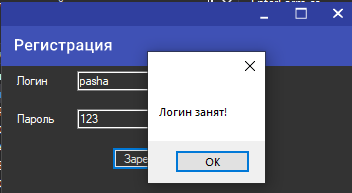 Регистрация
Логин
pasha
Логин занят!
Пароль
123
OK